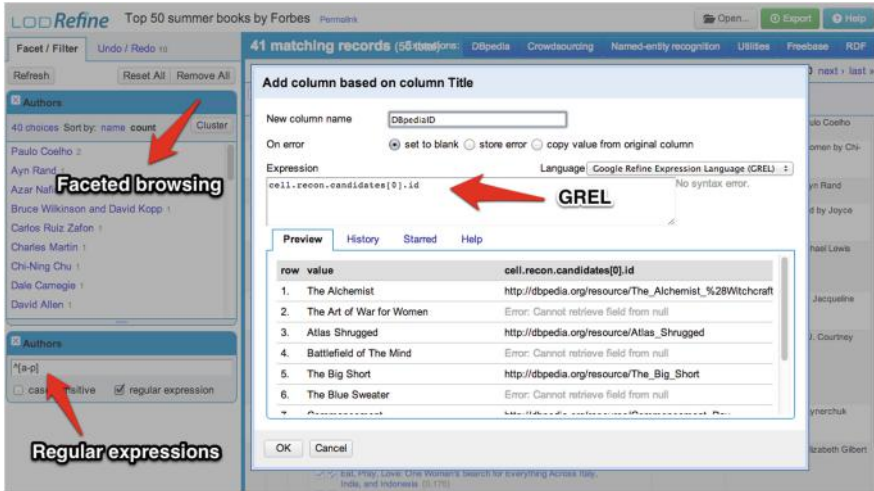 LODRefine Top 50 summer books by Forbes Permalink
Open... Export Help
Facet / Filter Undo / Redo
41 matching records DBpedia Crowdsourcing Named-entity recognition Utilities Freebase RDF
Refresh Reset All Remove All
next › last »
Authors
40 choices Sort by: name count Cluster
Paulo Coelho 2
Ayn Rand 1
Azar
Bruce Wilkinson and David Kopp 1
Carlos Ruiz Zafon 1
Charles Martin 1
Chi-Ning Chu 1
Dale Carnegie 1
David Allen 1
Faceted browsing
Authors
^[a-p]
regular expression
Regular expressions
Add column based on column Title
New column name DBpediaID
On error set to blank store error copy value from original column
Expression Language Google Refine Expression Language (GREL)
cell.recon.candidates[0].id No syntax error.
GREL
Preview History Starred Help
row value cell.recon.candidates[0].id
1. The Alchemist http://dbpedia.org/resource/The_Alchemist_%28Witchcraft
2. The Art of War for Women Error: Cannot retrieve field from null
3. Atlas Shrugged http://dbpedia.org/resource/Atlas_Shrugged
4. Battlefield of The Mind Error: Cannot retrieve field from null
5. The Big Short http://dbpedia.org/resource/The_Big_Short
6. The Blue Sweater Error: Cannot retrieve field from null
OK Cancel
Coelho
omen by Chi-
Rand
d by Joyce
hael Lewis
Jacqueline
J. Courtney
ynerchuk
lizabeth Gilbert
Eat, Pray, Love: One Woman's Search for Everything Across Italy,
India, and Indonesia